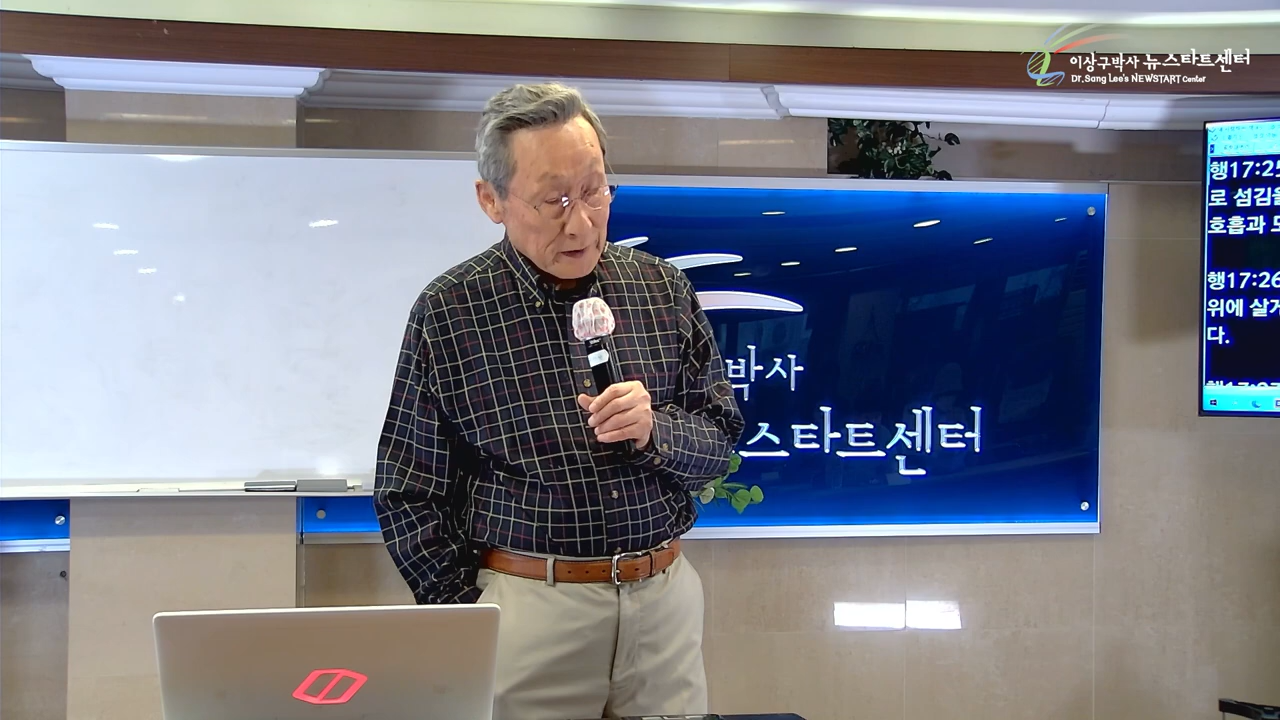 이상구박사 뉴스타트센터
Dr. Sang Lee's NEWSTART Center
행17:25
로 섬김을
호흡과
행17:26
위에 살게
다.
박사
스타트센터